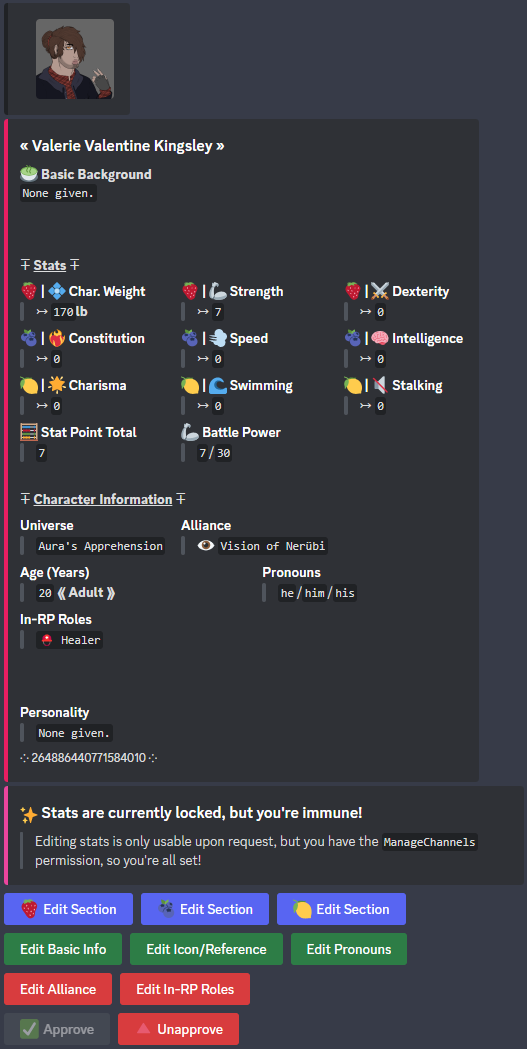 « Valerie Valentine Kingsley »
🍵 Basic Background
None given.
∓ Stats ∓
🍓 | 💠 Char. Weight 🍓 | 🦾 Strength 🍓 | ⚔️ Dexterity
↣ 170 lb ↣ 7 ↣ 0
🫐 | ❤️‍🔥 Constitution 🫐 | 💨 Speed 🫐 | 🧠 Intelligence
↣ 0 ↣ 0 ↣ 0
🍋 | ☀️ Charisma 🍋 | 🌊 Swimming 🍋 | 🔇 Stalking
↣ 0 ↣ 0 ↣ 0
🧮 Stat Point Total 🦾 Battle Power
7 7 / 30
∓ Character Information ∓
Universe Alliance
Aura's Apprehension 👁️ Vision of Nerübi
Age (Years) Pronouns
20 ⟪ Adult ⟫ he / him / his
In-RP Roles
⛑️ Healer
Personality
None given.
⁘ 264886440771584010 ⁘
✨ Stats are currently locked, but you're immune!
Editing stats is only usable upon request, but you have the ManageChannels
permission, so you're all set!
🍓 Edit Section 🫐 Edit Section 🍋 Edit Section
Edit Basic Info Edit Icon/Reference Edit Pronouns
Edit Alliance Edit In-RP Roles
✅ Approve 🔺 Unapprove